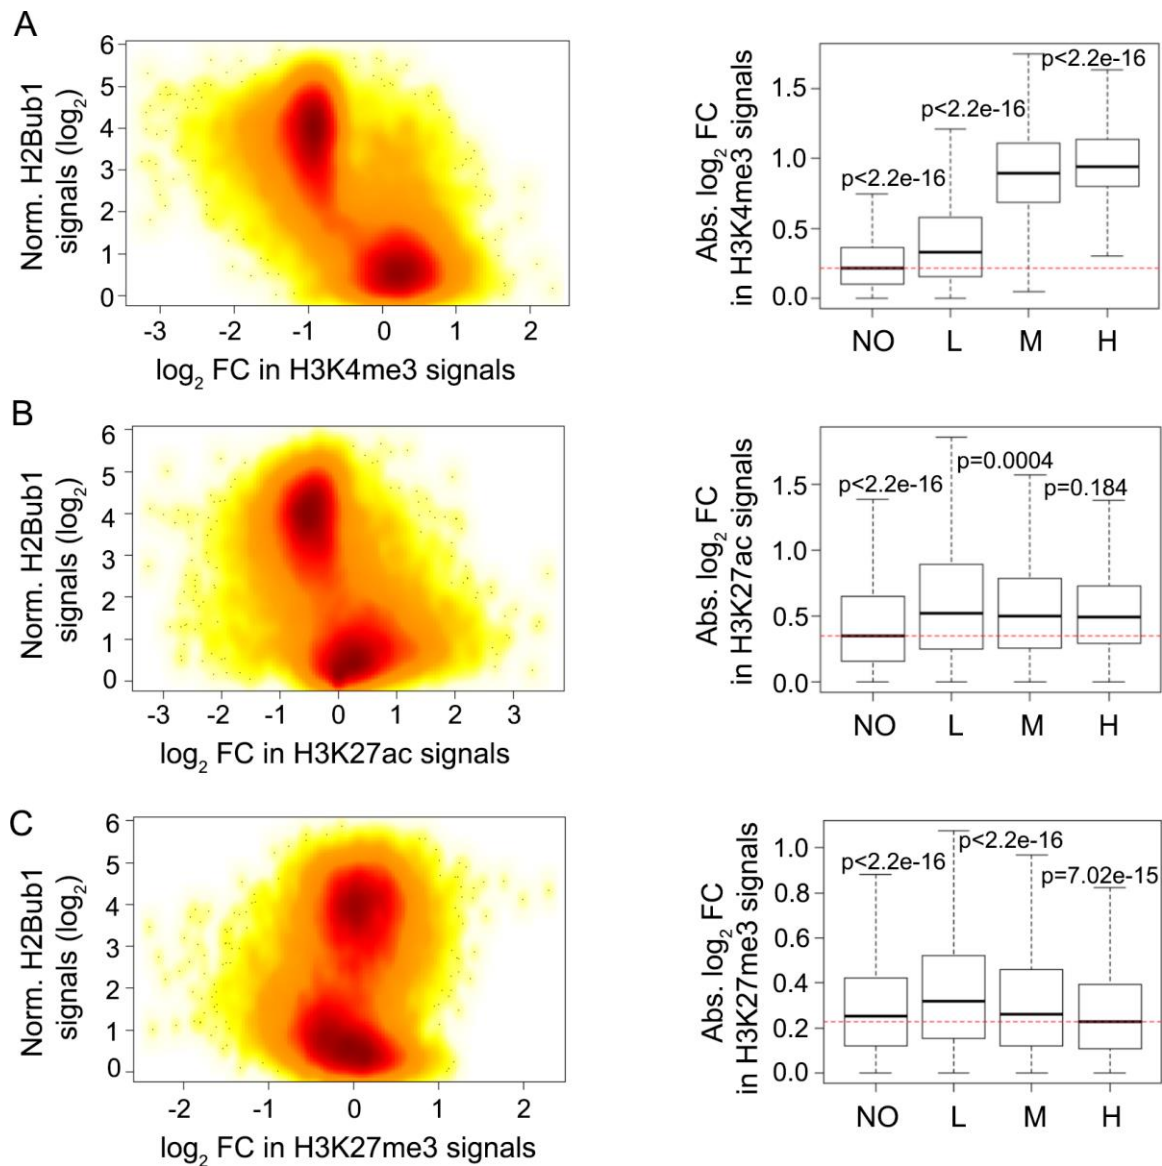 A
6
5
4
3
2
1
0
Norm. H2Bub1
signals (log2)
-3 -2 -1 0 1 2
log2 FC in H3K4me3 signals
Abs. log2 FC
in H3K4me3 signals
1.5
1.0
0.5
0.0
p<2.2e-16
p<2.2e-16
p<2.2e-16
NO L M H
B
6
5
4
3
2
1
0
Norm. H2Bub1
signals (log2)
-3 -2 -1 0 1 2 3
log2 FC in H3K27ac signals
Abs. log2 FC
in H3K27ac signals
1.5
1.0
0.5
0.0
p<2.2e-16
p=0.0004
p=0.184
NO L M H
C
6
5
4
3
2
1
0
Norm. H2Bub1
signals (log2)
-2 -1 0 1 2
log2 FC in H3K27me3 signals
Abs. log2 FC
in H3K27me3 signals
1.0
0.8
0.6
0.4
0.2
0.0
p<2.2e-16
p<2.2e-16
p=7.02e-15
NO L M H